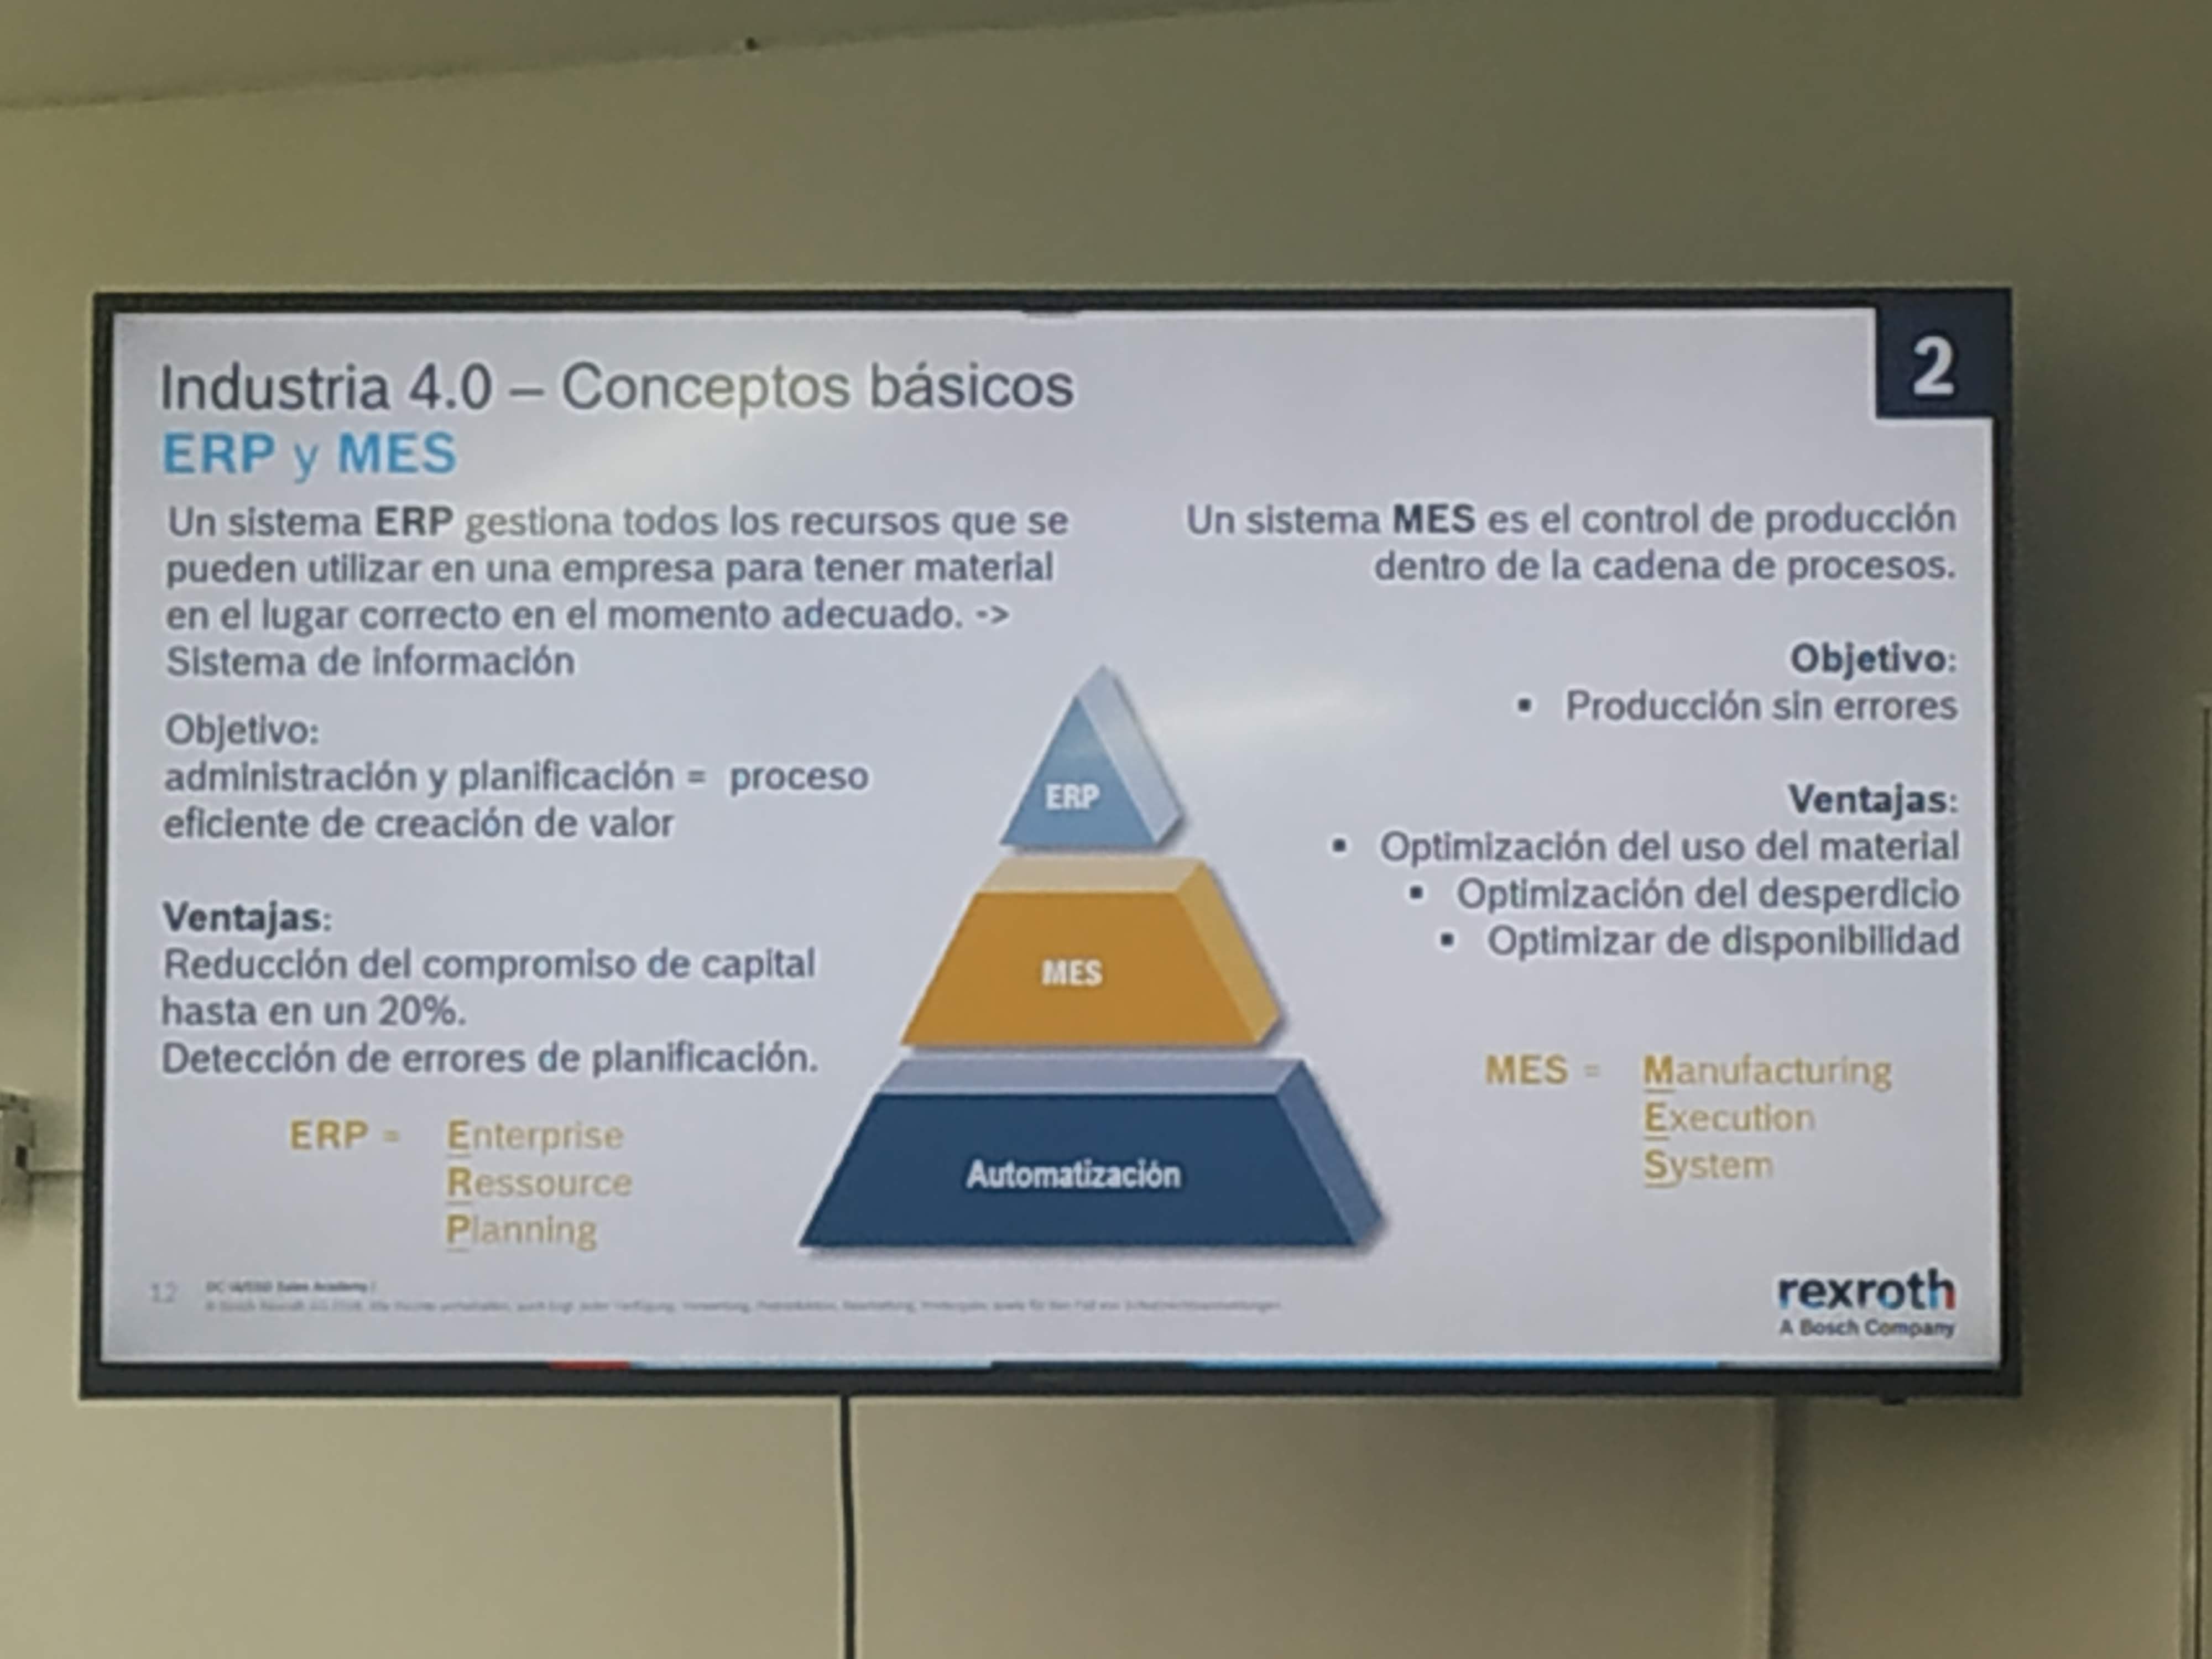 2
Industria 4.0 – Conceptos básicos
ERP y MES
Un sistema ERP gestiona todos los recursos que se
pueden utilizar en una empresa para tener material
en el lugar correcto en el momento adecuado. ->
Sistema de información
Objetivo:
administración y planificación = proceso
eficiente de creación de valor
Ventajas:
Reducción del compromiso de capital
hasta en un 20%.
Detección de errores de planificación.
ERP = Enterprise
Ressource
Planning
ERP
MES
Automatización
Un sistema MES es el control de producción
dentro de la cadena de procesos.
Objetivo:
▪ Producción sin errores
Ventajas:
▪ Optimización del uso del material
▪ Optimización del desperdicio
▪ Optimizar de disponibilidad
MES = Manufacturing
Execution
System
12
Sales Academy |
rexroth
A Bosch Company